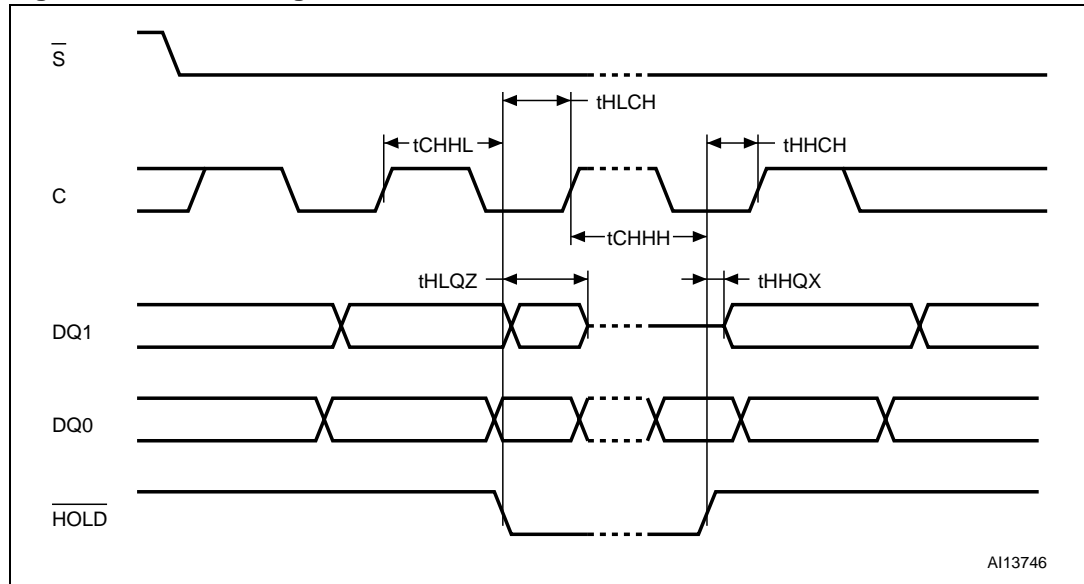 S
tHLCH
tCHHL
tHHCH
C
tCHHH
tHLQZ
tHHQX
DQ1
DQ0
HOLD
AI13746